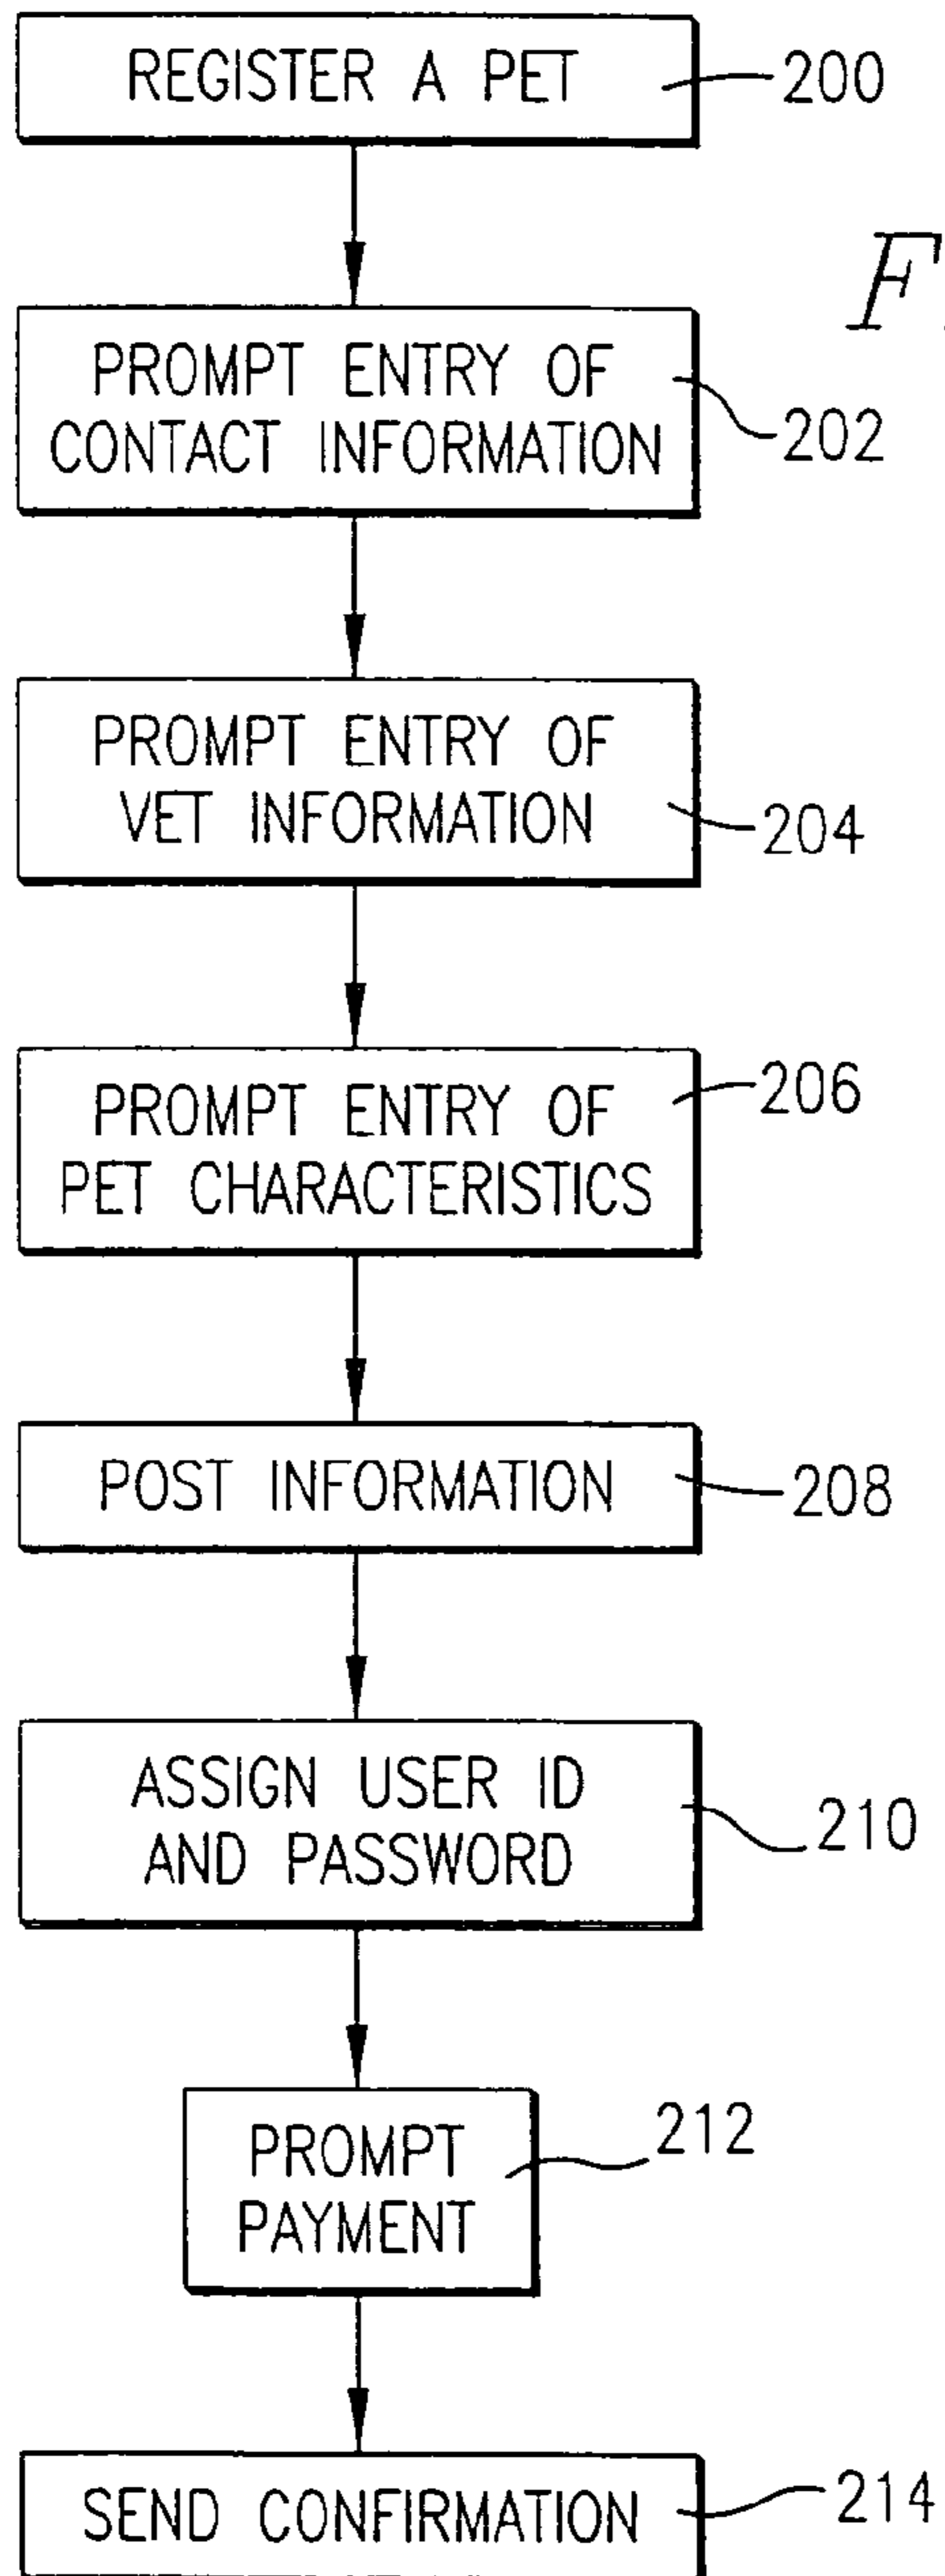 REGISTER A PET
200
PROMPT ENTRY OF
CONTACT INFORMATION
202
PROMPT ENTRY OF
VET INFORMATION
204
206
PROMPT ENTRY OF
PET CHARACTERISTICS
POST INFORMATION
208
ASSIGN USER ID
AND PASSWORD
210
PROMPT
PAYMENT
212
SEND CONFIRMATION
214